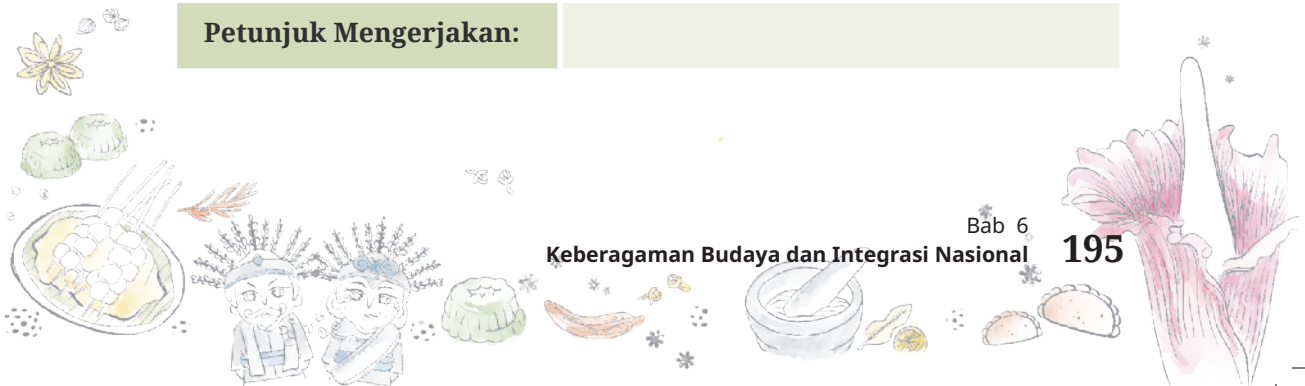 Petunjuk Mengerjakan:
Bab 6
Keberagaman Budaya dan Integrasi Nasional 195